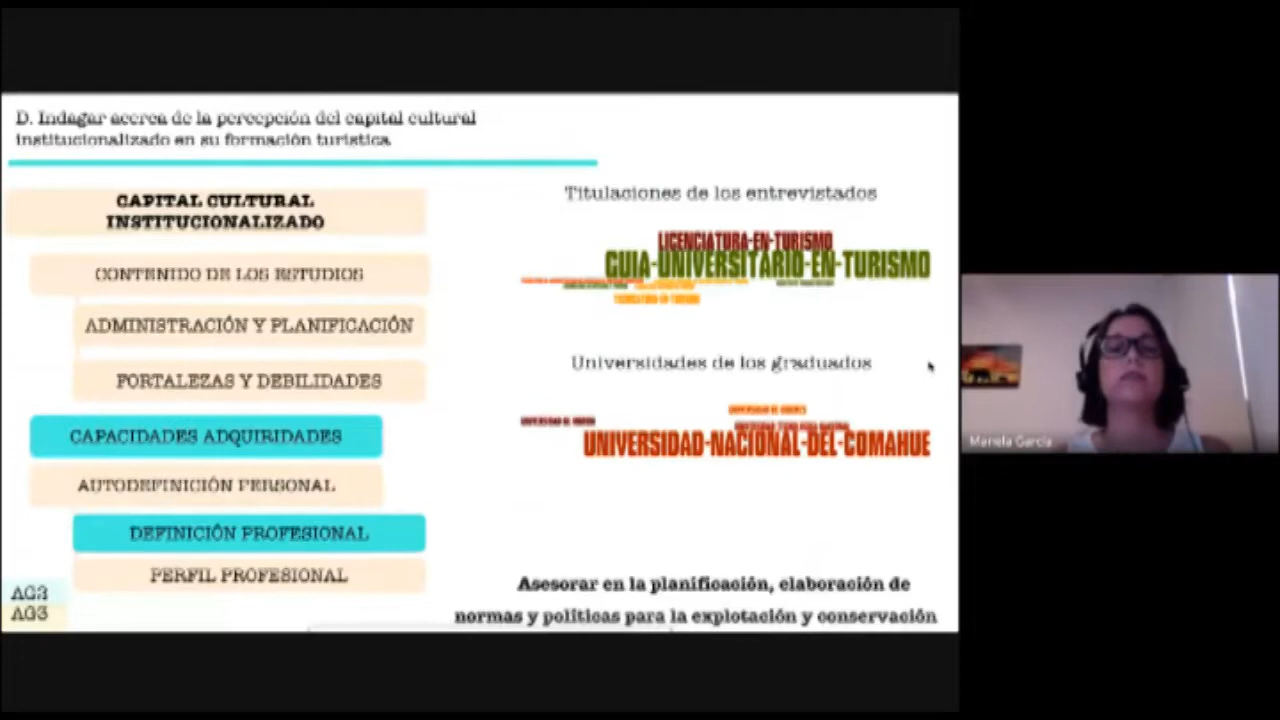 D. Indagar acerca de la percepción del capital cultural
institucionalizado en su formación turística
CAPITAL CULTURAL
INSTITUCIONALIZADO
CONTENIDO DE LOS ESTUDIOS
ADMINISTRACIÓN Y PLANIFICACIÓN
FORTALEZAS Y DEBILIDADES
CAPACIDADES ADQUIRIDADES
AUTODEFINICIÓN PERSONAL
DEFINICIÓN PROFESIONAL
PERFIL PROFESIONAL
AG2
AG3
Titulaciones de los entrevistados
LICENCIATURA-EN-TURISMO
GUIA-UNIVERSITARIO-EN-TURISMO
Universidades de los graduados
UNIVERSIDAD-NACIONAL-DEL-COMAHUE
Asesorar en la planificación, elaboración de
normas y políticas para la explotación y conservación
Mariela García